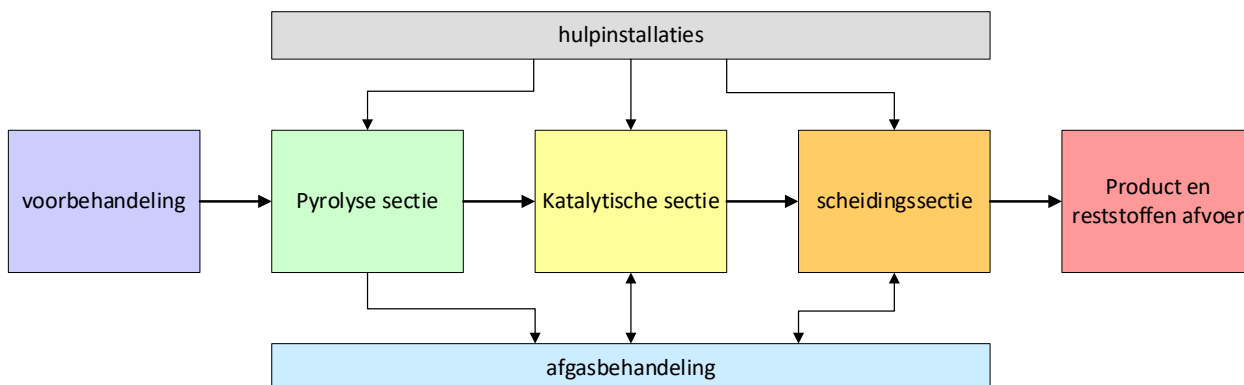 hulpinstallaties
voorbehandeling
Pyrolyse sectie
Katalytische sectie
scheidingssectie
Product en
reststoffen afvoer
afgasbehandeling